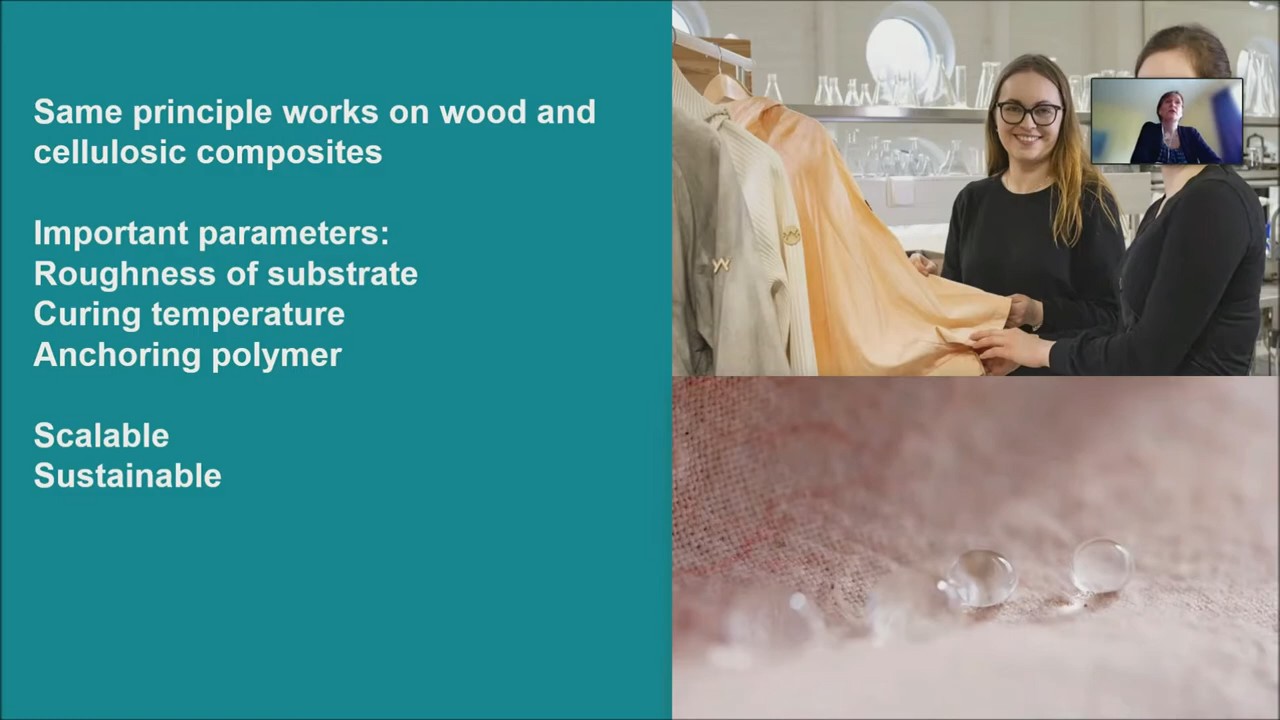 Same principle works on wood and
cellulosic composites
Important parameters:
Roughness of substrate
Curing temperature
Anchoring polymer
Scalable
Sustainable